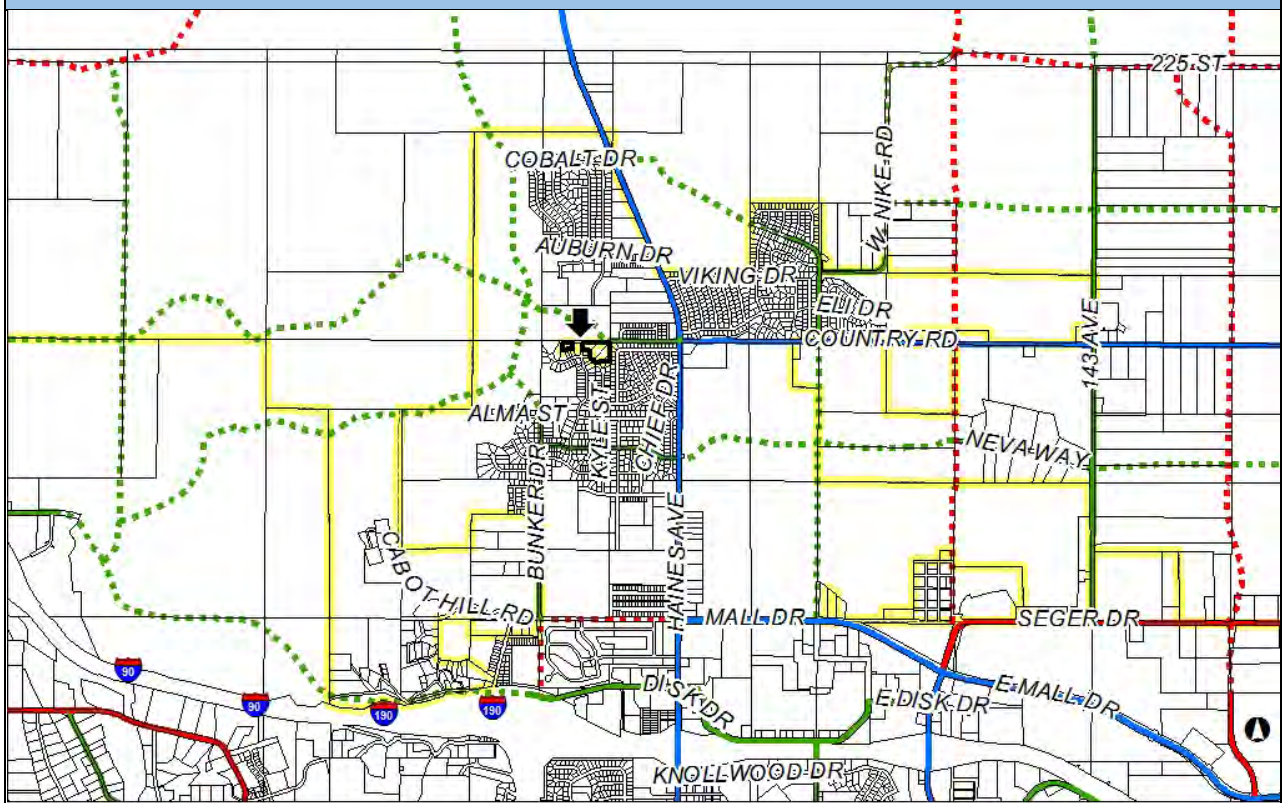 225 ST
COBALT DR
W. NIKE RD
AUBURN DR
VIKING DR
ELI DR
COUNTRY RD
143 AVE
ALMA ST
KYLE ST
CHIEF DR
NEVA WAY
BUNKER DR
HAINES AVE
CABOT HILL RD
MALL DR
SEGER DR
90
90
190
190
DISK DR
E DISK DR
E MALL DR
KNOLLWOOD DR